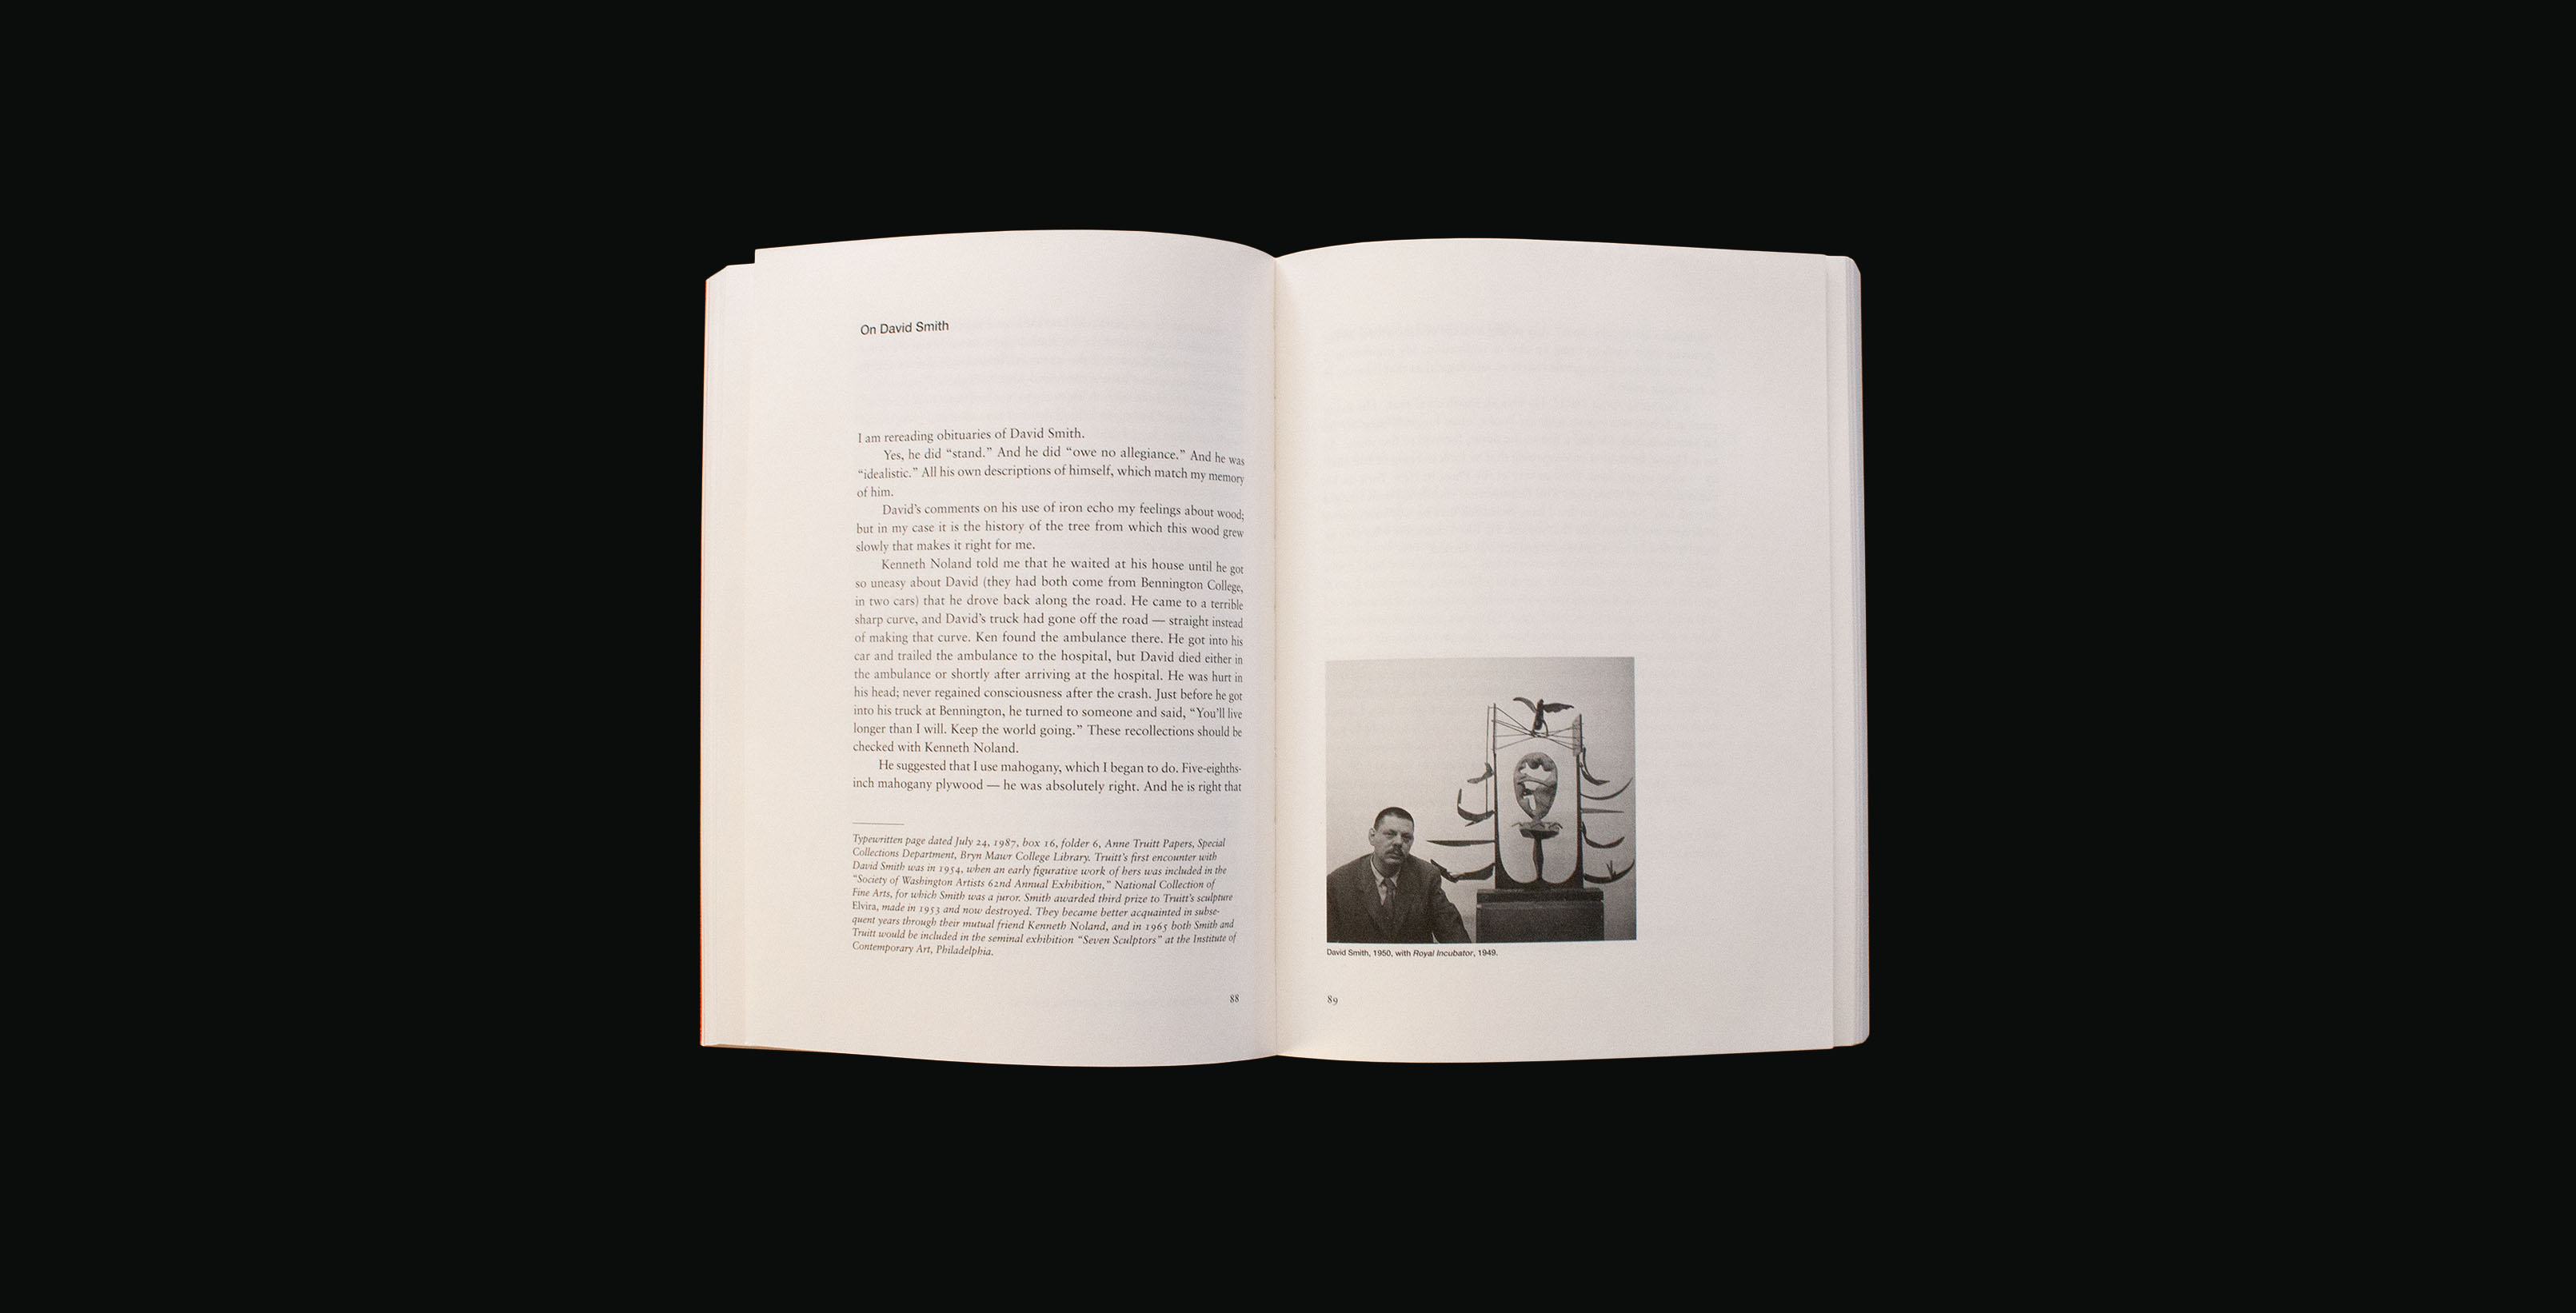 On David Smith
I am rereading obituaries of David Smith.
Yes, he did “stand.” And he did “owe no allegiance.” And he was
“idealistic.” All his own descriptions of himself, which match my memory
of him.
David’s comments on his use of iron echo my feelings about wood;
but in my case it is the history of the tree from which this wood grew
slowly that makes it right for me.
Kenneth Noland told me that he waited at his house until he got
so uneasy about David (they had both come from Bennington College,
in two cars) that he drove back along the road. He came to a terrible
sharp curve, and David’s truck had gone off the road — straight instead
of making that curve. Ken found the ambulance there. He got into his
car and trailed the ambulance to the hospital, but David died either in
the ambulance or shortly after arriving at the hospital. He was hurt in
his head; never regained consciousness after the crash. Just before he got
into his truck at Bennington, he turned to someone and said, “You’ll live
longer than I will. Keep the world going.” These recollections should be
checked with Kenneth Noland.
He suggested that I use mahogany, which I began to do. Five-eighths-
inch mahogany plywood — he was absolutely right. And he is right that
Typewritten page dated July 24, 1987, box 16, folder 6, Anne Truitt Papers, Special
Collections Department, Bryn Mawr College Library. Truitt’s first encounter with
David Smith was in 1954, when an early figurative work of hers was included in the
“Society of Washington Artists 62nd Annual Exhibition,” National Collection of
Fine Arts, for which Smith was a juror. Smith awarded third prize to Truitt’s sculpture
Elvira, made in 1953 and now destroyed. They became better acquainted in subse-
quent years through their mutual friend Kenneth Noland, and in 1965 both Smith and
Truitt would be included in the seminal exhibition “Seven Sculptors” at the Institute of
Contemporary Art, Philadelphia.
88
David Smith, 1950, with Royal Incubator, 1949.
89